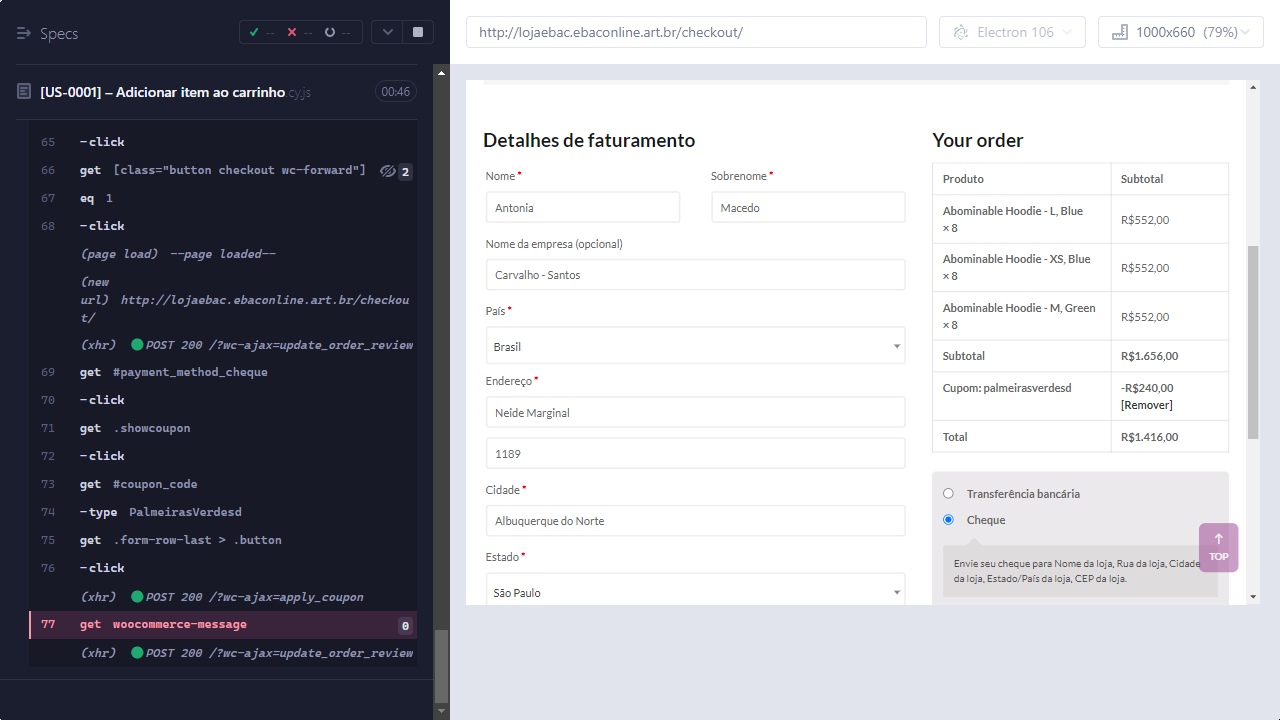 Specs
-- -- --
[US-0001] – Adicionar item ao carrinho.cy.js
00:46
65 -click
66 get [class="button checkout wc-forward"] 2
67 eq 1
68 -click
(page load) --page loaded--
(new
url) http://lojaebac.ebaconline.art.br/checkou
t/
(xhr) POST 200 /?wc-ajax=update_order_review
69 get #payment_method_cheque
70 -click
71 get .showcoupon
72 -click
73 get #coupon_code
74 -type PalmeirasVerdesd
75 get .form-row-last > .button
76 -click
(xhr) POST 200 /?wc-ajax=apply_coupon
77 get woocommerce-message 0
(xhr) POST 200 /?wc-ajax=update_order_review
http://lojaebac.ebaconline.art.br/checkout/
Electron 106
1000x660 (79%)
Detalhes de faturamento
Nome *
Sobrenome *
Antonia
Macedo
Nome da empresa (opcional)
Carvalho - Santos
País *
Brasil
Endereço *
Neide Marginal
1189
Cidade *
Albuquerque do Norte
Estado *
São Paulo
Your order
Produto Subtotal
Abominable Hoodie - L, Blue
× 8
R$552,00
Abominable Hoodie - XS, Blue
× 8
R$552,00
Abominable Hoodie - M, Green
× 8
R$552,00
Subtotal R$1.656,00
Cupom: palmeirasverdesd -R$240,00
[Remover]
Total R$1.416,00
Transferência bancária
Cheque
Envie seu cheque para Nome da loja, Rua da loja, Cidade
da loja, Estado/País da loja, CEP da loja.
TOP